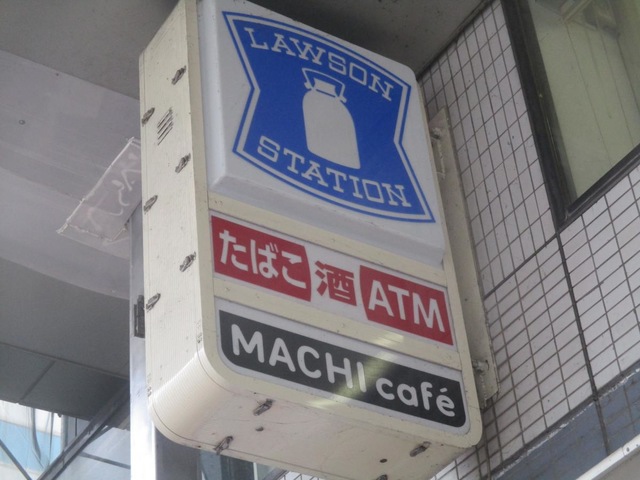 LAWSON
STATION
たばこ 酒 ATM
MACHI café